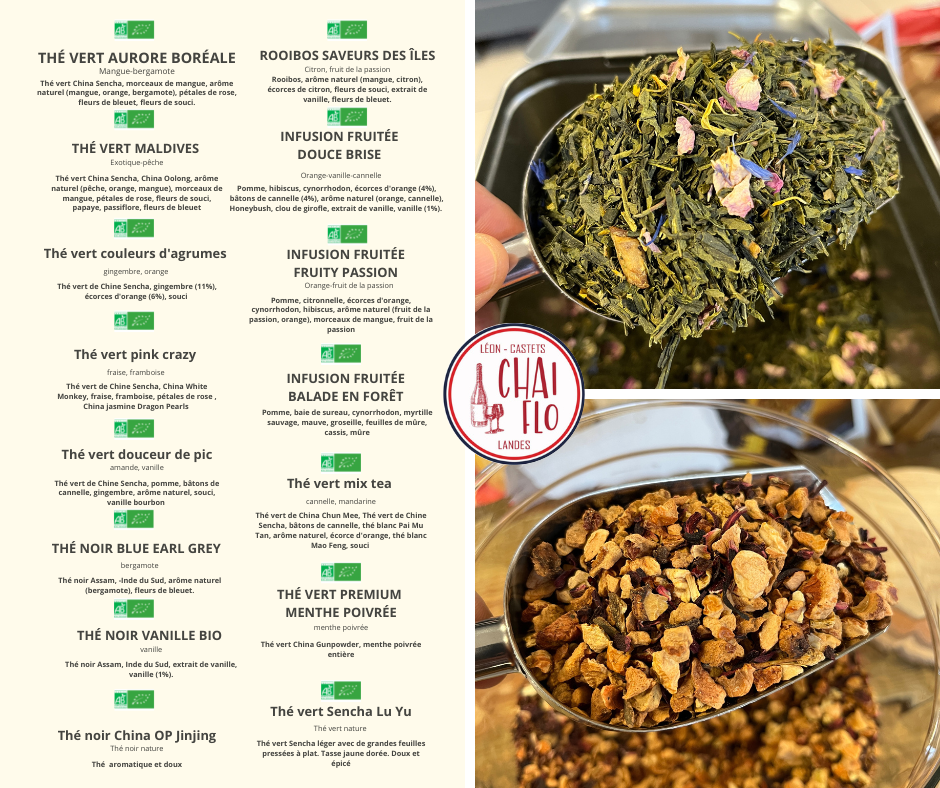 AB
THÉ VERT AURORE BORÉALE
Mangue-bergamote
Thé vert China Sencha, morceaux de mangue, arôme
naturel (mangue, orange, bergamote), pétales de rose,
fleurs de bleuet, fleurs de souci.
AB
THÉ VERT MALDIVES
Exotique-pêche
Thé vert China Sencha, China Oolong, arôme
naturel (pêche, orange, mangue), morceaux de
mangue, pétales de rose, fleurs de souci,
papaye, passiflore, fleurs de bleuet
AB
Thé vert couleurs d'agrumes
gingembre, orange
Thé vert de Chine Sencha, gingembre (11%),
écorces d'orange (6%), souci
AB
Thé vert pink crazy
fraise, framboise
Thé vert de Chine Sencha, China White
Monkey, fraise, framboise, pétales de rose ,
China jasmine Dragon Pearls
AB
Thé vert douceur de pic
amande, vanille
Thé vert de Chine Sencha, pomme, bâtons de
cannelle, gingembre, arôme naturel, souci,
vanille bourbon
AB
THÉ NOIR BLUE EARL GREY
bergamote
Thé noir Assam, -Inde du Sud, arôme naturel
(bergamote), fleurs de bleuet.
AB
THÉ NOIR VANILLE BIO
vanille
Thé noir Assam, Inde du Sud, extrait de vanille,
vanille (1%).
AB
Thé noir China OP Jinjing
Thé noir nature
Thé aromatique et doux
AB
ROOIBOS SAVEURS DES ÎLES
Citron, fruit de la passion
Rooibos, arôme naturel (mangue, citron),
écorces de citron, fleurs de souci, extrait de
vanille, fleurs de bleuet.
AB
INFUSION FRUITÉE
DOUCE BRISE
Orange-vanille-cannelle
Pomme, hibiscus, cynorrhodon, écorces d'orange (4%),
bâtons de cannelle (4%), arôme naturel (orange, cannelle),
Honeybush, clou de girofle, extrait de vanille, vanille (1%).
AB
INFUSION FRUITÉE
FRUITY PASSION
Orange-fruit de la passion
Pomme, citronnelle, écorces d'orange,
cynorrhodon, hibiscus, arôme naturel (fruit de la
passion, orange), morceaux de mangue, fruit de la
passion
AB
INFUSION FRUITÉE
BALADE EN FORÊT
Pomme, baie de sureau, cynorrhodon, myrtille
sauvage, mauve, groseille, feuilles de mûre,
cassis, mûre
AB
Thé vert mix tea
cannelle, mandarine
Thé vert de China Chun Mee, Thé vert de Chine
Sencha, bâtons de cannelle, thé blanc Pai Mu
Tan, arôme naturel, écorce d'orange, thé blanc
Mao Feng, souci
AB
THÉ VERT PREMIUM
MENTHE POIVRÉE
menthe poivrée
Thé vert China Gunpowder, menthe poivrée
entière
AB
Thé vert Sencha Lu Yu
Thé vert nature
Thé vert Sencha léger avec de grandes feuilles
pressées à plat. Tasse jaune dorée. Doux et
épicé
LÉON - CASTETS
CHAI
FLO
LANDES